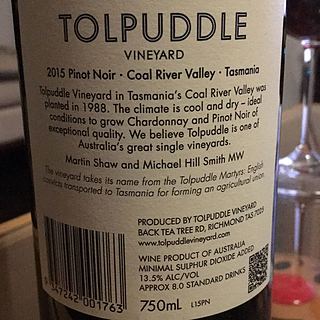 TOLPUDDLE
VINEYARD
2015 Pinot Noir · Coal River Valley · Tasmania
Tolpuddle Vineyard in Tasmania's Coal River Valley was
planted in 1988. The climate is cool and dry – ideal
conditions to grow Chardonnay and Pinot Noir of
exceptional quality. We believe Tolpuddle is one of
Australia's great single vineyards.
Martin Shaw and Michael Hill Smith MW
The vineyard takes its name from the Tolpuddle Martyrs: English
convicts transported to Tasmania for forming an agricultural union.
PRODUCED BY TOLPUDDLE VINEYARD
BACK TEA TREE RD, RICHMOND TAS 7025
www.tolpuddlevineyard.com
WINE PRODUCT OF AUSTRALIA
MINIMAL SULPHUR DIOXIDE ADDED
13.5% ALC/VOL
APPROX 8.0 STANDARD DRINKS
750mL L15PN
347242 001763